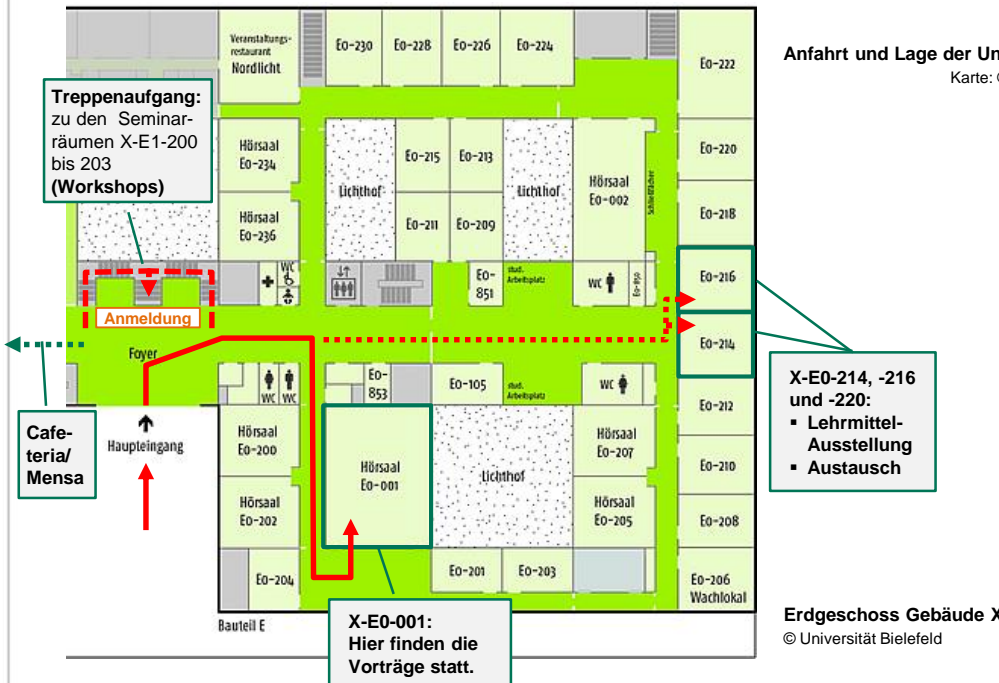 Veranstaltungs-
restaurant
Nordlicht
E0-230
E0-228
E0-226
E0-224
E0-222
Anfahrt und Lage der Un
Karte: ©
Treppenaufgang:
zu den Seminar-
räumen X-E1-200
bis 203
(Workshops)
Hörsaal
E0-234
Hörsaal
E0-236
Lichthof
E0-215
E0-213
E0-211
E0-209
Lichthof
Hörsaal
E0-002
Schließfächer
E0-220
E0-218
E0-216
E0-214
WC
E0-851
stud.
Arbeitsplatz
WC
E0-850
Anmeldung
Foyer
Cafe-
teria/
Mensa
Haupteingang
WC
WC
E0-
853
E0-105
stud.
Arbeitsplatz
WC
X-E0-214, -216
und -220:
▪ Lehrmittel-
Ausstellung
▪ Austausch
E0-212
E0-210
E0-208
E0-206
Wachlokal
Hörsaal
E0-200
Hörsaal
E0-202
E0-204
Hörsaal
E0-001
Lichthof
Hörsaal
E0-207
Hörsaal
E0-205
E0-201
E0-203
Bauteil E
X-E0-001:
Hier finden die
Vorträge statt.
Erdgeschoss Gebäude X
© Universität Bielefeld